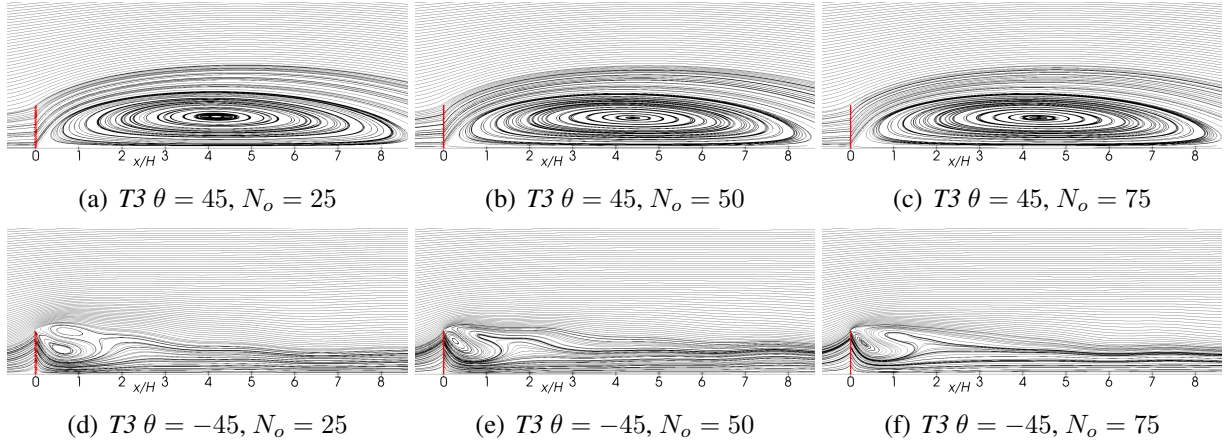 0 1 2 3 4 5 6 7 8
x/H
0 1 2 3 4 5 6 7 8
x/H
0 1 2 3 4 5 6 7 8
x/H
(a) T3 θ = 45, N_o = 25
(b) T3 θ = 45, N_o = 50
(c) T3 θ = 45, N_o = 75
0 1 2 3 4 5 6 7 8
x/H
0 1 2 3 4 5 6 7 8
x/H
0 1 2 3 4 5 6 7 8
x/H
(d) T3 θ = −45, N_o = 25
(e) T3 θ = −45, N_o = 50
(f) T3 θ = −45, N_o = 75